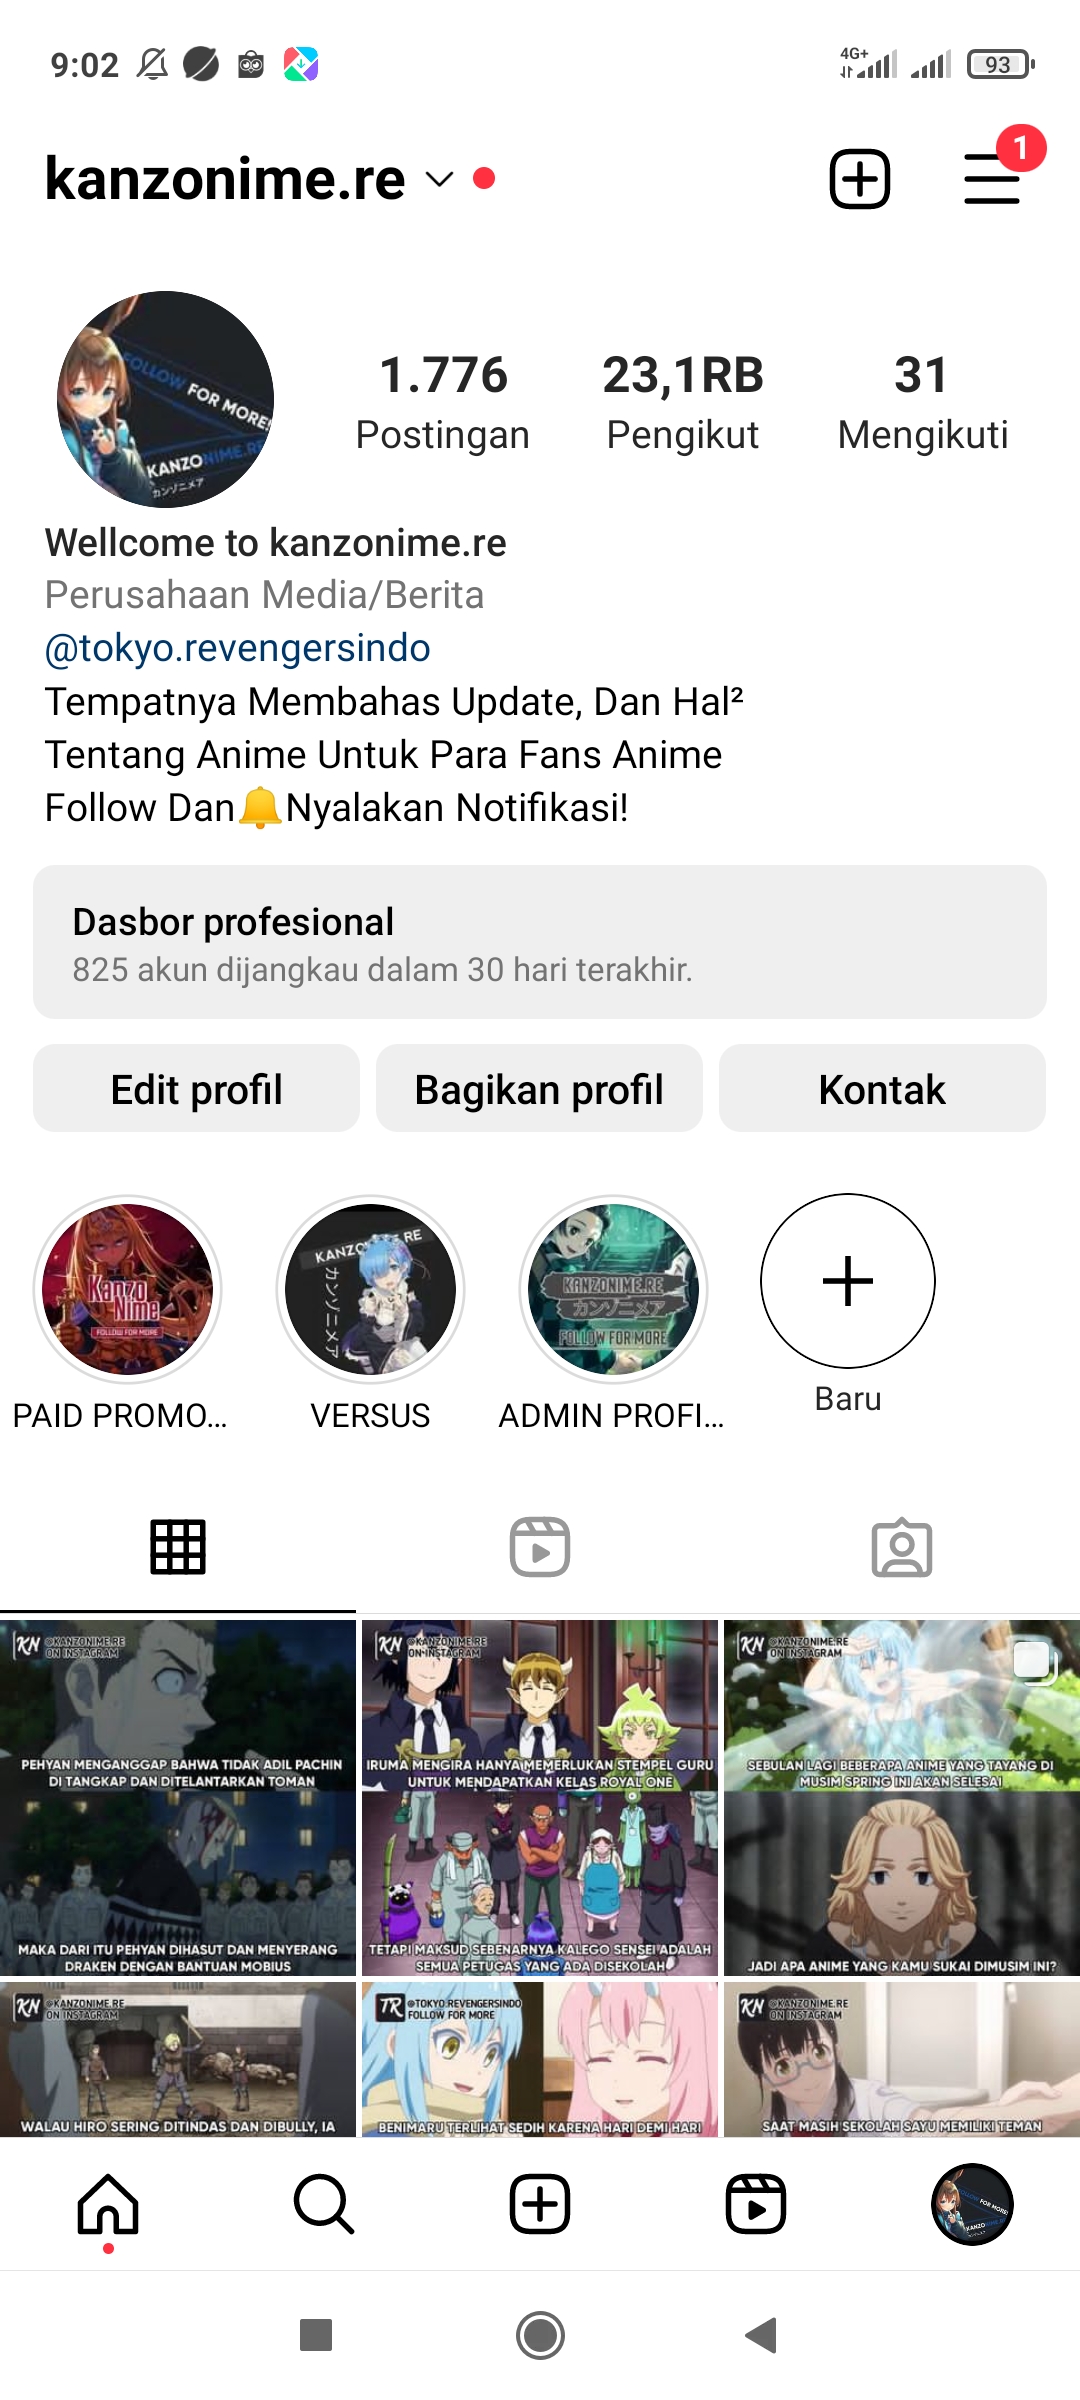 9:02
4G+
93
kanzonime.re
1
FOLLOW FOR MORE!
KANZONIME.RE
カンゾニメア
1.776
Postingan
23,1RB
Pengikut
31
Mengikuti
Wellcome to kanzonime.re
Perusahaan Media/Berita
@tokyo.revengersindo
Tempatnya Membahas Update, Dan Hal²
Tentang Anime Untuk Para Fans Anime
Follow Dan🔔Nyalakan Notifikasi!
Dasbor profesional
825 akun dijangkau dalam 30 hari terakhir.
Edit profil
Bagikan profil
Kontak
Kanzo
Nime
FOLLOW FOR MORE
PAID PROMO...
カンゾニメア
VERSUS
KANZONIME.RE
カンゾニメア
FOLLOW FOR MORE
ADMIN PROFI...
Baru
KN @KANZONIME.RE
ON INSTAGRAM
PEHYAN MENGANGGAP BAHWA TIDAK ADIL PACHIN
DI TANGKAP DAN DITELANTARKAN TOMAN
MAKA DARI ITU PEHYAN DIHASUT DAN MENYERANG
DRAKEN DENGAN BANTUAN MOBIUS
KN @KANZONIME.RE
ON INSTAGRAM
IRUMA MENGIRA HANYA MEMERLUKAN STEMPEL GURU
UNTUK MENDAPATKAN KELAS ROYAL ONE
TETAPI MAKSUD SEBENARNYA KALEGO SENSEI ADALAH
SEMUA PETUGAS YANG ADA DISEKOLAH
KN @KANZONIME.RE
ON INSTAGRAM
SEBULAN LAGI BEBERAPA ANIME YANG TAYANG DI
MUSIM SPRING INI AKAN SELESAI
JADI APA ANIME YANG KAMU SUKAI DIMUSIM INI?
KN @KANZONIME.RE
ON INSTAGRAM
WALAU HIRO SERING DITINDAS DAN DIBULLY, IA
TR @TOKYO.REVENGERSINDO
FOLLOW FOR MORE
BENIMARU TERLIHAT SEDIH KARENA HARI DEMI HARI
KN @KANZONIME.RE
ON INSTAGRAM
SAAT MASIH SEKOLAH SAYU MEMILIKI TEMAN